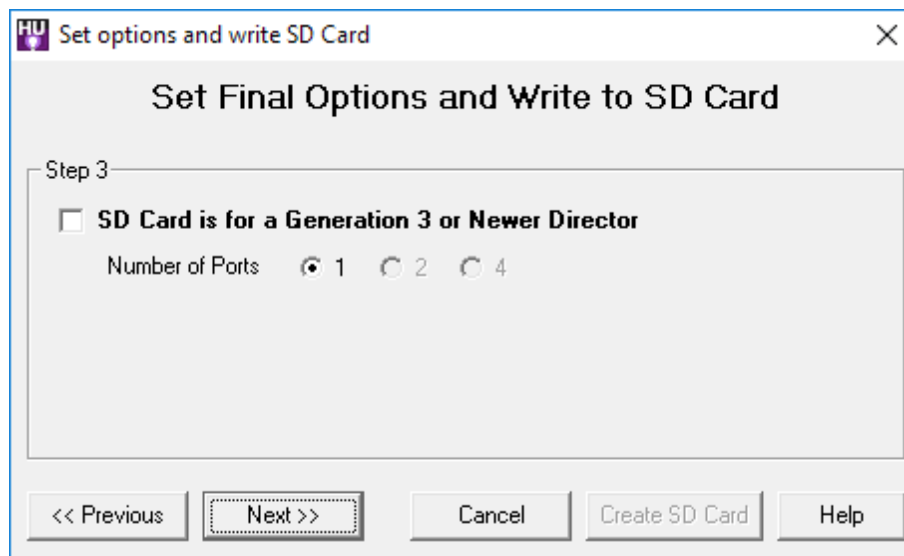 HU Set options and write SD Card
Set Final Options and Write to SD Card
Step 3
SD Card is for a Generation 3 or Newer Director
Number of Ports 1 2 4
<< Previous Next >> Cancel Create SD Card Help